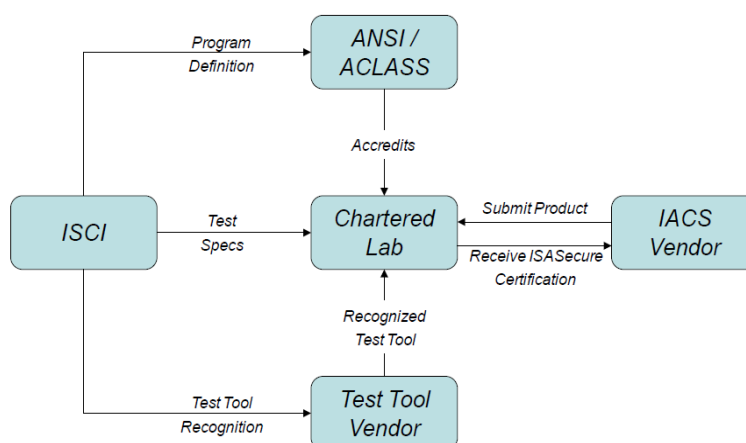 Program
Definition
ANSI /
ACLASS
Accredits
ISCI
Test
Specs
Chartered
Lab
Submit Product
Receive ISASecure
Certification
IACS
Vendor
Recognized
Test Tool
Test Tool
Recognition
Test Tool
Vendor